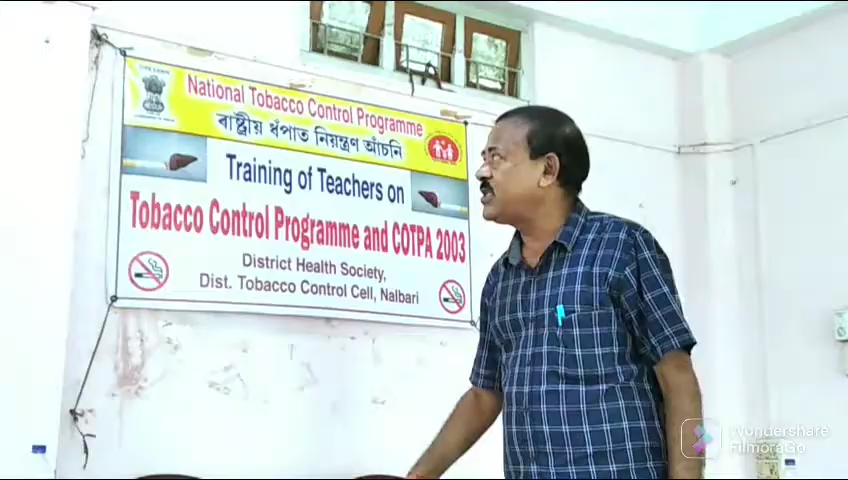 National Tobacco Control Programme
ৰাষ্ট্ৰীয় ধঁপাত নিয়ন্ত্ৰণ আঁচনি
Training of Teachers on
Tobacco Control Programme and COTPA 2003
District Health Society,
Dist. Tobacco Control Cell, Nalbari
Wondershare
FilmoraGo